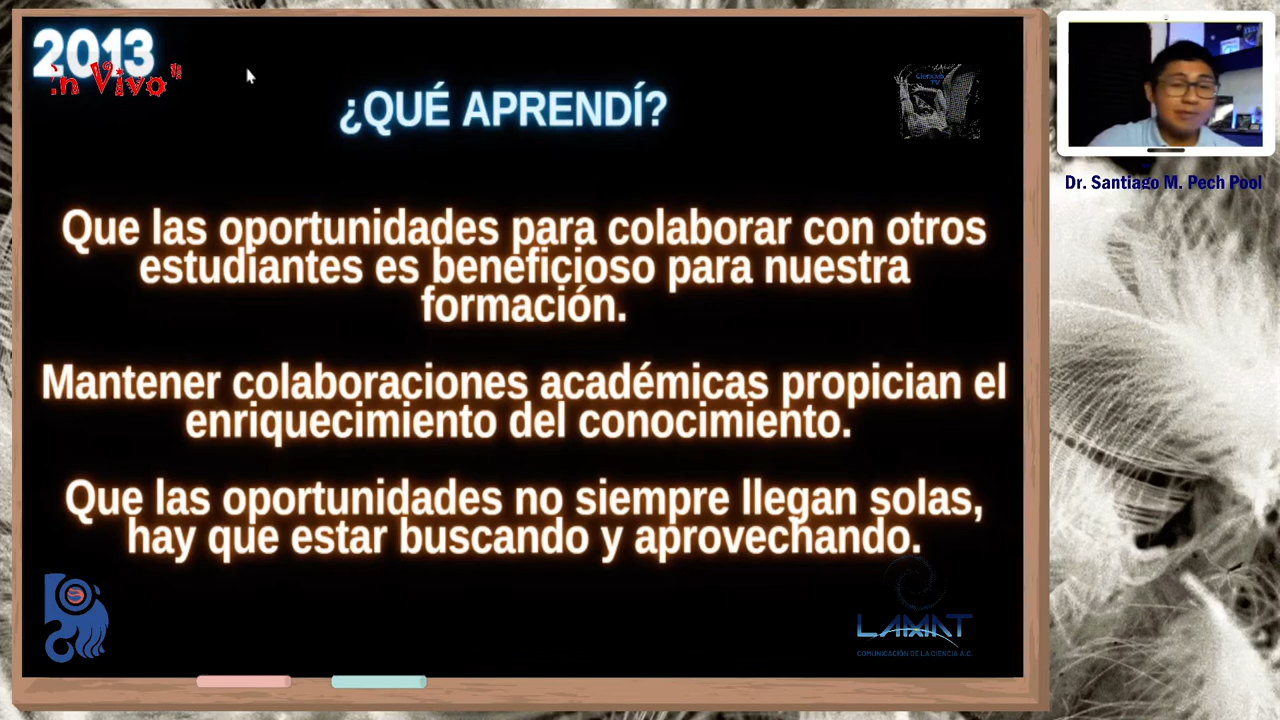 2013
in Vivo"
¿QUÉ APRENDÍ?
Ciencia
TV
Que las oportunidades para colaborar con otros
estudiantes es beneficioso para nuestra
formación.
Mantener colaboraciones académicas propician el
enriquecimiento del conocimiento.
Que las oportunidades no siempre llegan solas,
hay que estar buscando y aprovechando.
LAMAT
COMUNICACIÓN DE LA CIENCIA A.C.
Dr. Santiago M. Pech Pool